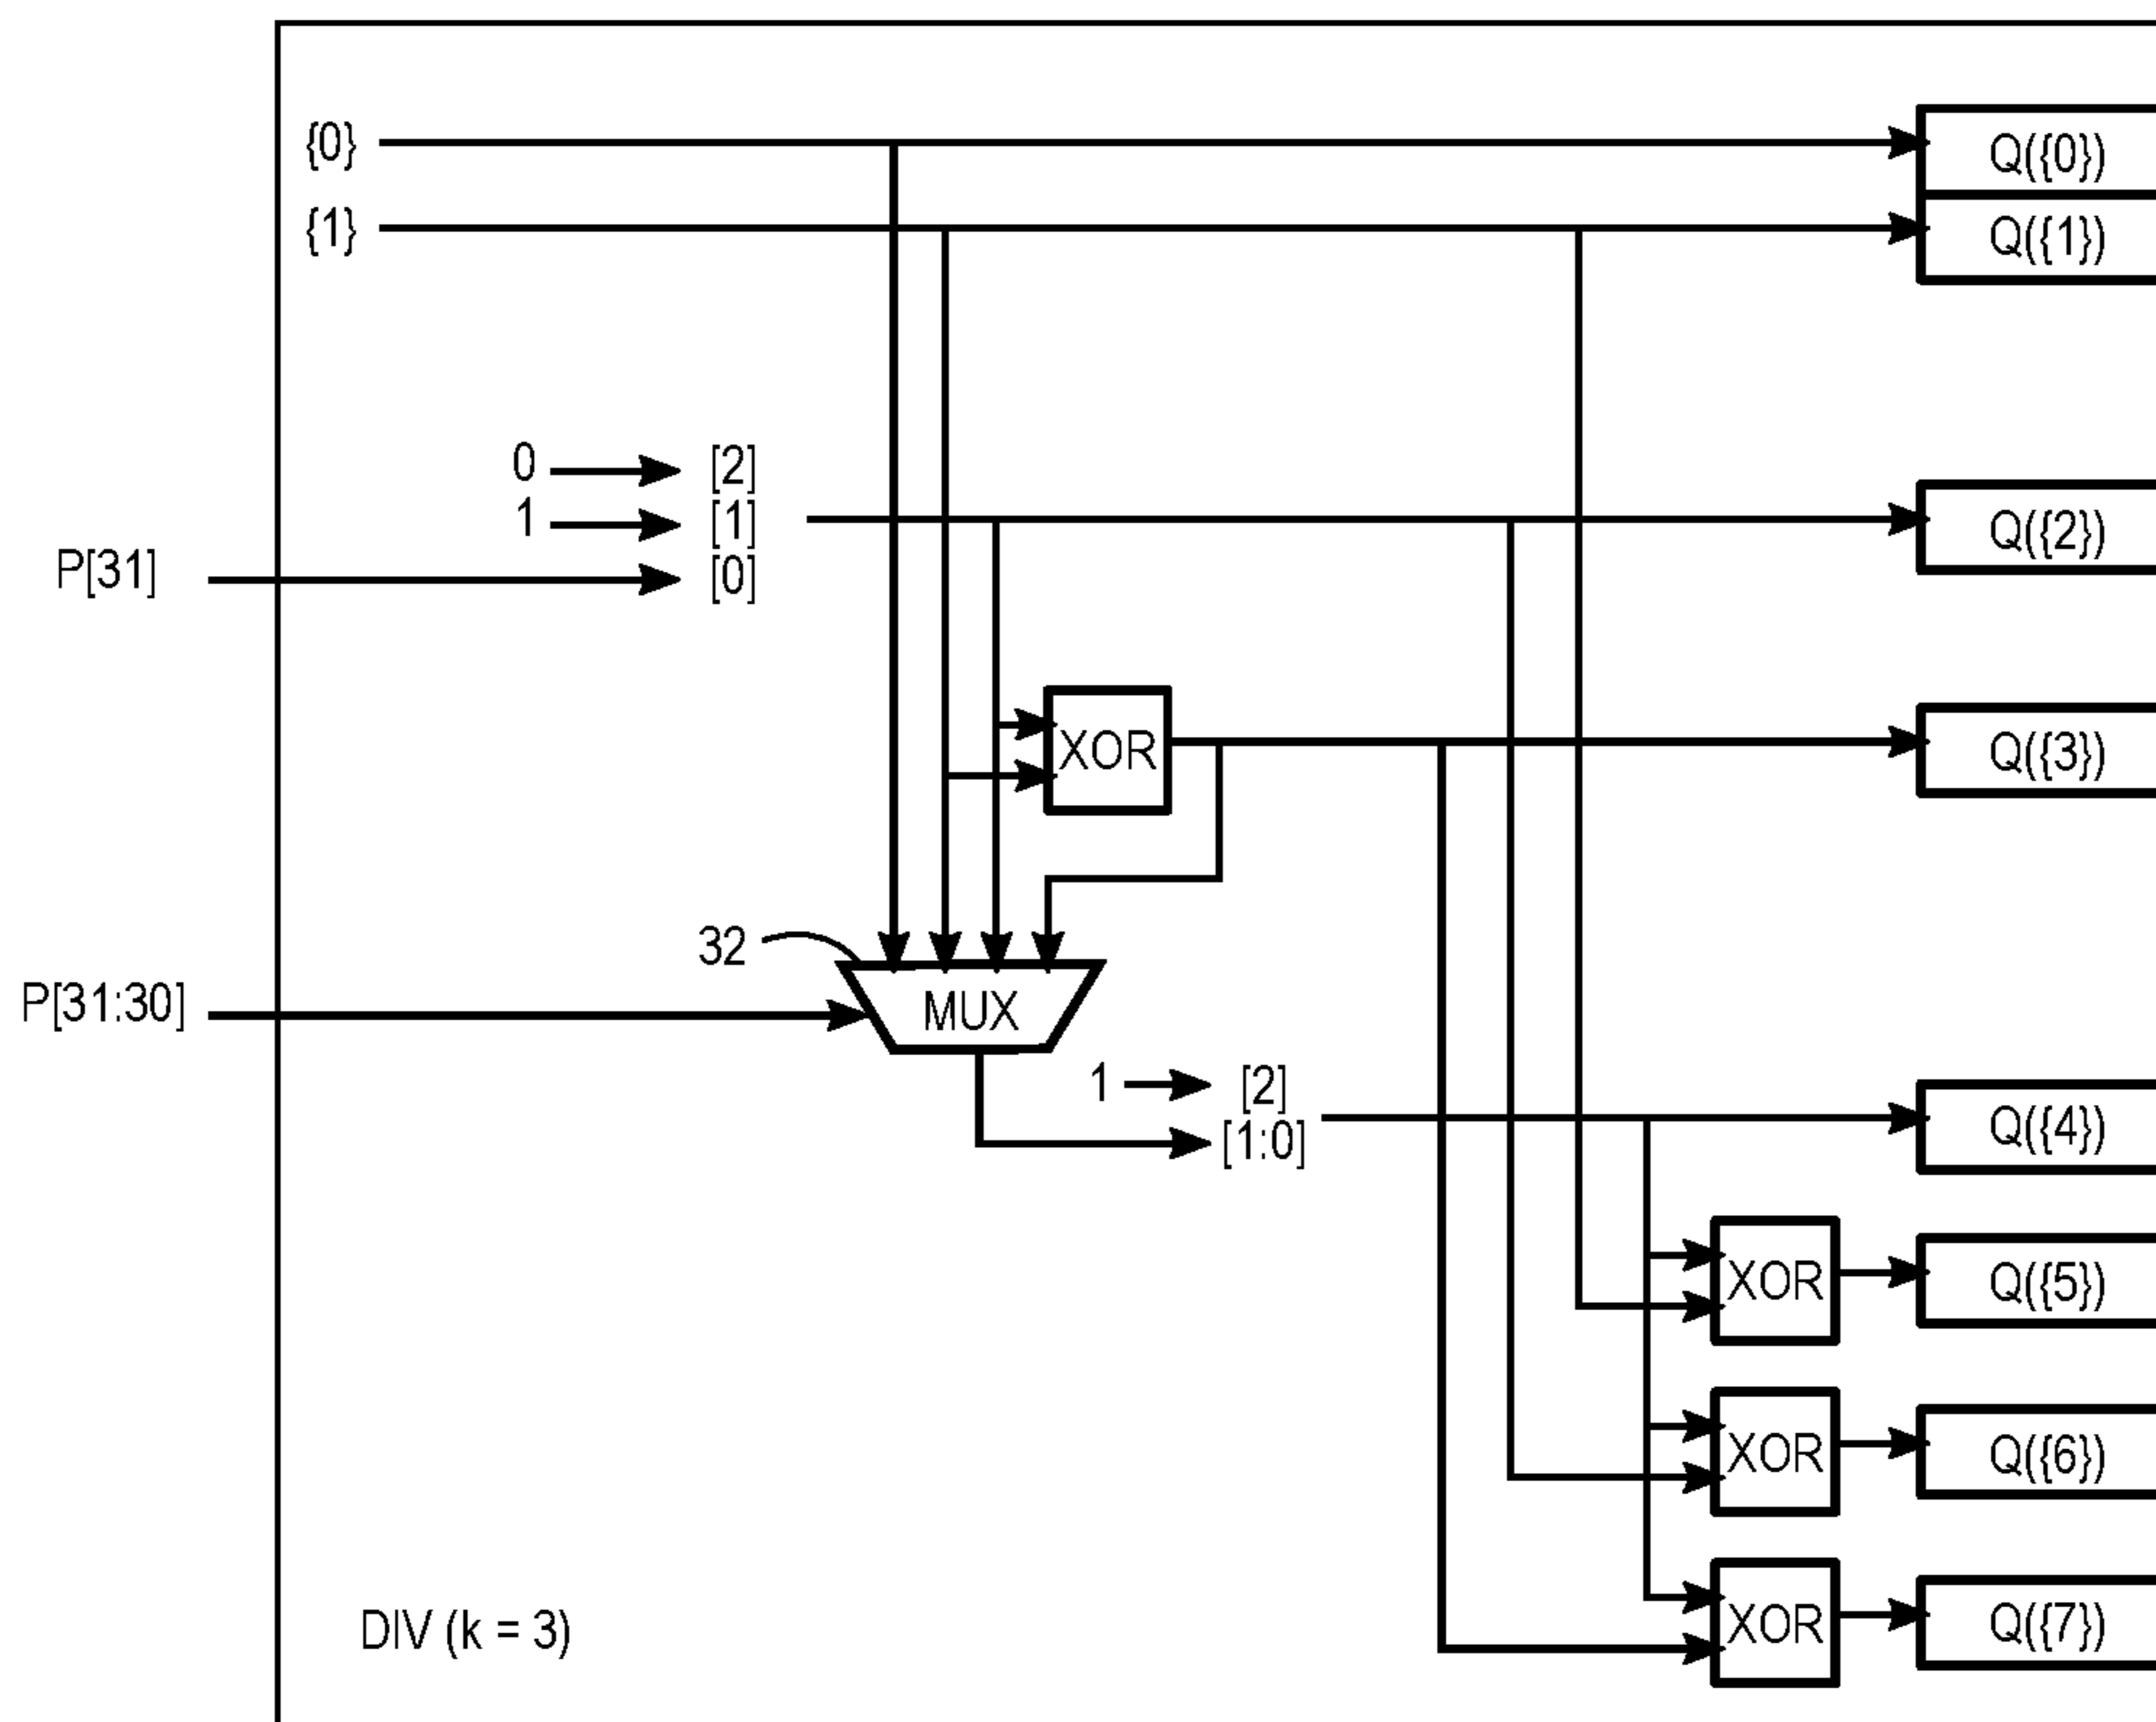 {0}
Q({0})
{1}
Q({1})
0
[2]
1
[1]
Q({2})
P[31]
[0]
XOR
Q({3})
32
P[31:30]
MUX
1
[2]
[1:0]
Q({4})
XOR
Q({5})
XOR
Q({6})
XOR
Q({7})
DIV (k = 3)